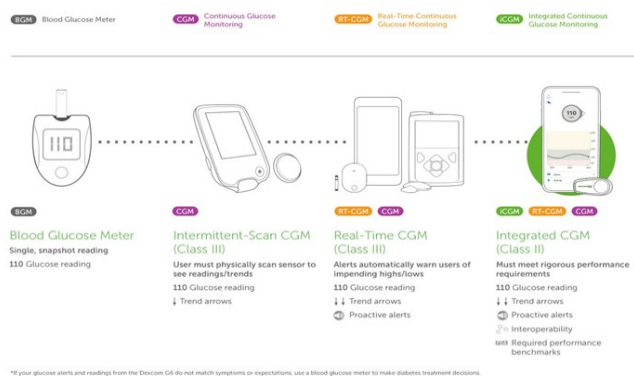 BGM Blood Glucose Meter
CGM Continuous Glucose
Monitoring
RT-CGM Real-Time Continuous
Glucose Monitoring
iCGM Integrated Continuous
Glucose Monitoring
110
110
BGM
Blood Glucose Meter
Single, snapshot reading
110 Glucose reading
CGM
Intermittent-Scan CGM
(Class III)
User must physically scan sensor to
see readings/trends
110 Glucose reading
Trend arrows
RT-CGM CGM
Real-Time CGM
(Class III)
Alerts automatically warn users of
impending highs/lows
110 Glucose reading
Trend arrows
Proactive alerts
iCGM RT-CGM CGM
Integrated CGM
(Class II)
Must meet rigorous performance
requirements
110 Glucose reading
Trend arrows
Proactive alerts
Interoperability
Required performance
benchmarks
*If your glucose alerts and readings from the Dexcom G6 do not match symptoms or expectations, use a blood glucose meter to make diabetes treatment decisions.